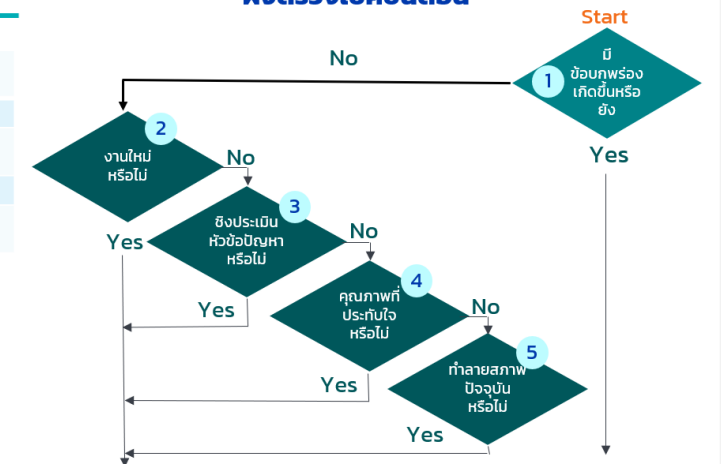 Start
No
มี
ข้อบกพร่อง
1
เกิดขึ้นหรือ
ยัง
Yes
2
งานใหม่
หรือไม่
No
Yes
3
ชิงประเมิน
หัวข้อปัญหา
หรือไม่
No
Yes
4
คุณภาพที่
ประทับใจ
หรือไม่
No
Yes
5
ทำลายสภาพ
ปัจจุบัน
หรือไม่
Yes